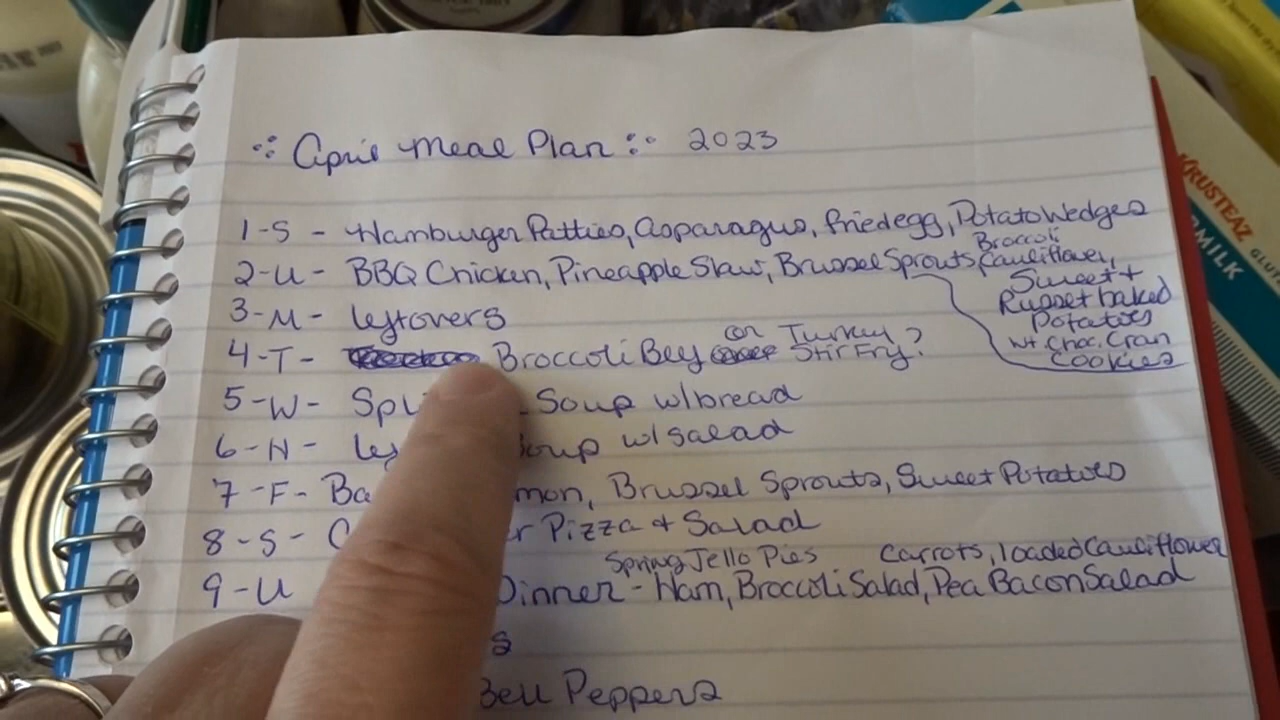 April Meal Plan 2023
1-S - Hamburger Patties, Asparagus, fried egg, Potato Wedges
2-U - BBQ Chicken, Pineapple Slaw, Brussel Sprouts, Broccoli Cauliflower,
Sweet +
Russet baked
Potatoes
Wt. Choc. Cran
Cookies
3-M - leftovers
4-T - Broccoli Beef or Turkey Stir Fry?
5-W - Soup w/bread
6-H - Soup w/ salad
7-F - Brussel Sprouts, Sweet Potatoes
8-S - Pizza & Salad
Spring Jello Pies Carrots, loaded Cauliflower
9-U Dinner - Ham, Broccoli Salad, Pea Bacon Salad
Bell Peppers
KRUSTEAZ